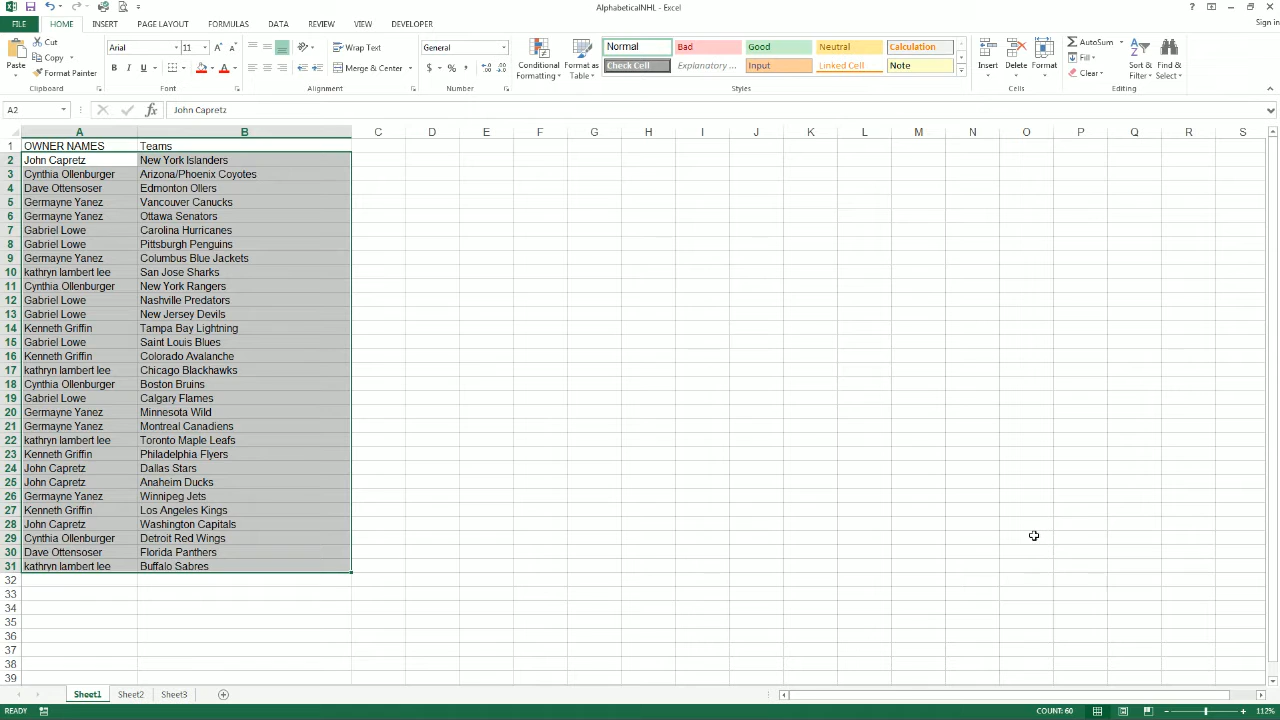 AlphabeticalNHL - Excel
Sign in
FILE HOME INSERT PAGE LAYOUT FORMULAS DATA REVIEW VIEW DEVELOPER
Paste
Cut
Copy
Format Painter
Clipboard
Arial 11
B I U
Font
Wrap Text
Merge & Center
Alignment
General
$ % ,
Number
Conditional Formatting
Format as Table
Normal Bad Good Neutral Calculation
Check Cell Explanatory ... Input Linked Cell Note
Styles
Insert Delete Format
Cells
AutoSum
Fill
Clear
Sort & Filter
Find & Select
Editing
A2 fx John Capretz
A B C D E F G H I J K L M N O P Q R S
1 OWNER NAMES Teams
2 John Capretz New York Islanders
3 Cynthia Ollenburger Arizona/Phoenix Coyotes
4 Dave Ottensoser Edmonton Ollers
5 Germayne Yanez Vancouver Canucks
6 Germayne Yanez Ottawa Senators
7 Gabriel Lowe Carolina Hurricanes
8 Gabriel Lowe Pittsburgh Penguins
9 Germayne Yanez Columbus Blue Jackets
10 kathryn lambert lee San Jose Sharks
11 Cynthia Ollenburger New York Rangers
12 Gabriel Lowe Nashville Predators
13 Gabriel Lowe New Jersey Devils
14 Kenneth Griffin Tampa Bay Lightning
15 Gabriel Lowe Saint Louis Blues
16 Kenneth Griffin Colorado Avalanche
17 kathryn lambert lee Chicago Blackhawks
18 Cynthia Ollenburger Boston Bruins
19 Gabriel Lowe Calgary Flames
20 Germayne Yanez Minnesota Wild
21 Germayne Yanez Montreal Canadiens
22 kathryn lambert lee Toronto Maple Leafs
23 Kenneth Griffin Philadelphia Flyers
24 John Capretz Dallas Stars
25 John Capretz Anaheim Ducks
26 Germayne Yanez Winnipeg Jets
27 Kenneth Griffin Los Angeles Kings
28 John Capretz Washington Capitals
29 Cynthia Ollenburger Detroit Red Wings
30 Dave Ottensoser Florida Panthers
31 kathryn lambert lee Buffalo Sabres
32
33
34
35
36
37
38
39
Sheet1 Sheet2 Sheet3
READY COUNT: 60 112%